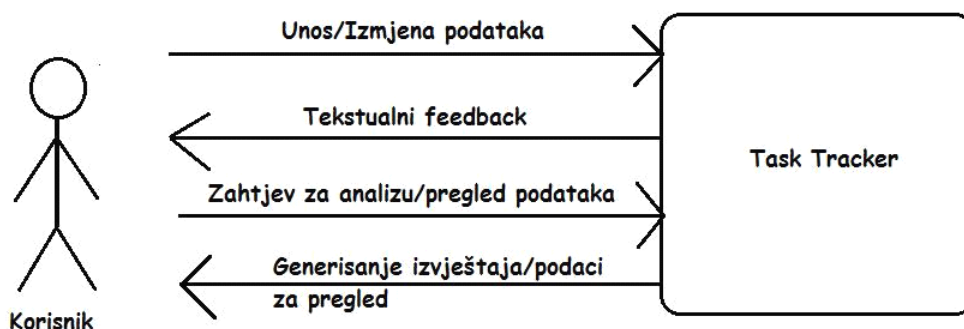 Unos/Izmjena podataka
Tekstualni feedback
Task Tracker
Zahtjev za analizu/pregled podataka
Generisanje izvještaja/podaci
za pregled
Korisnik